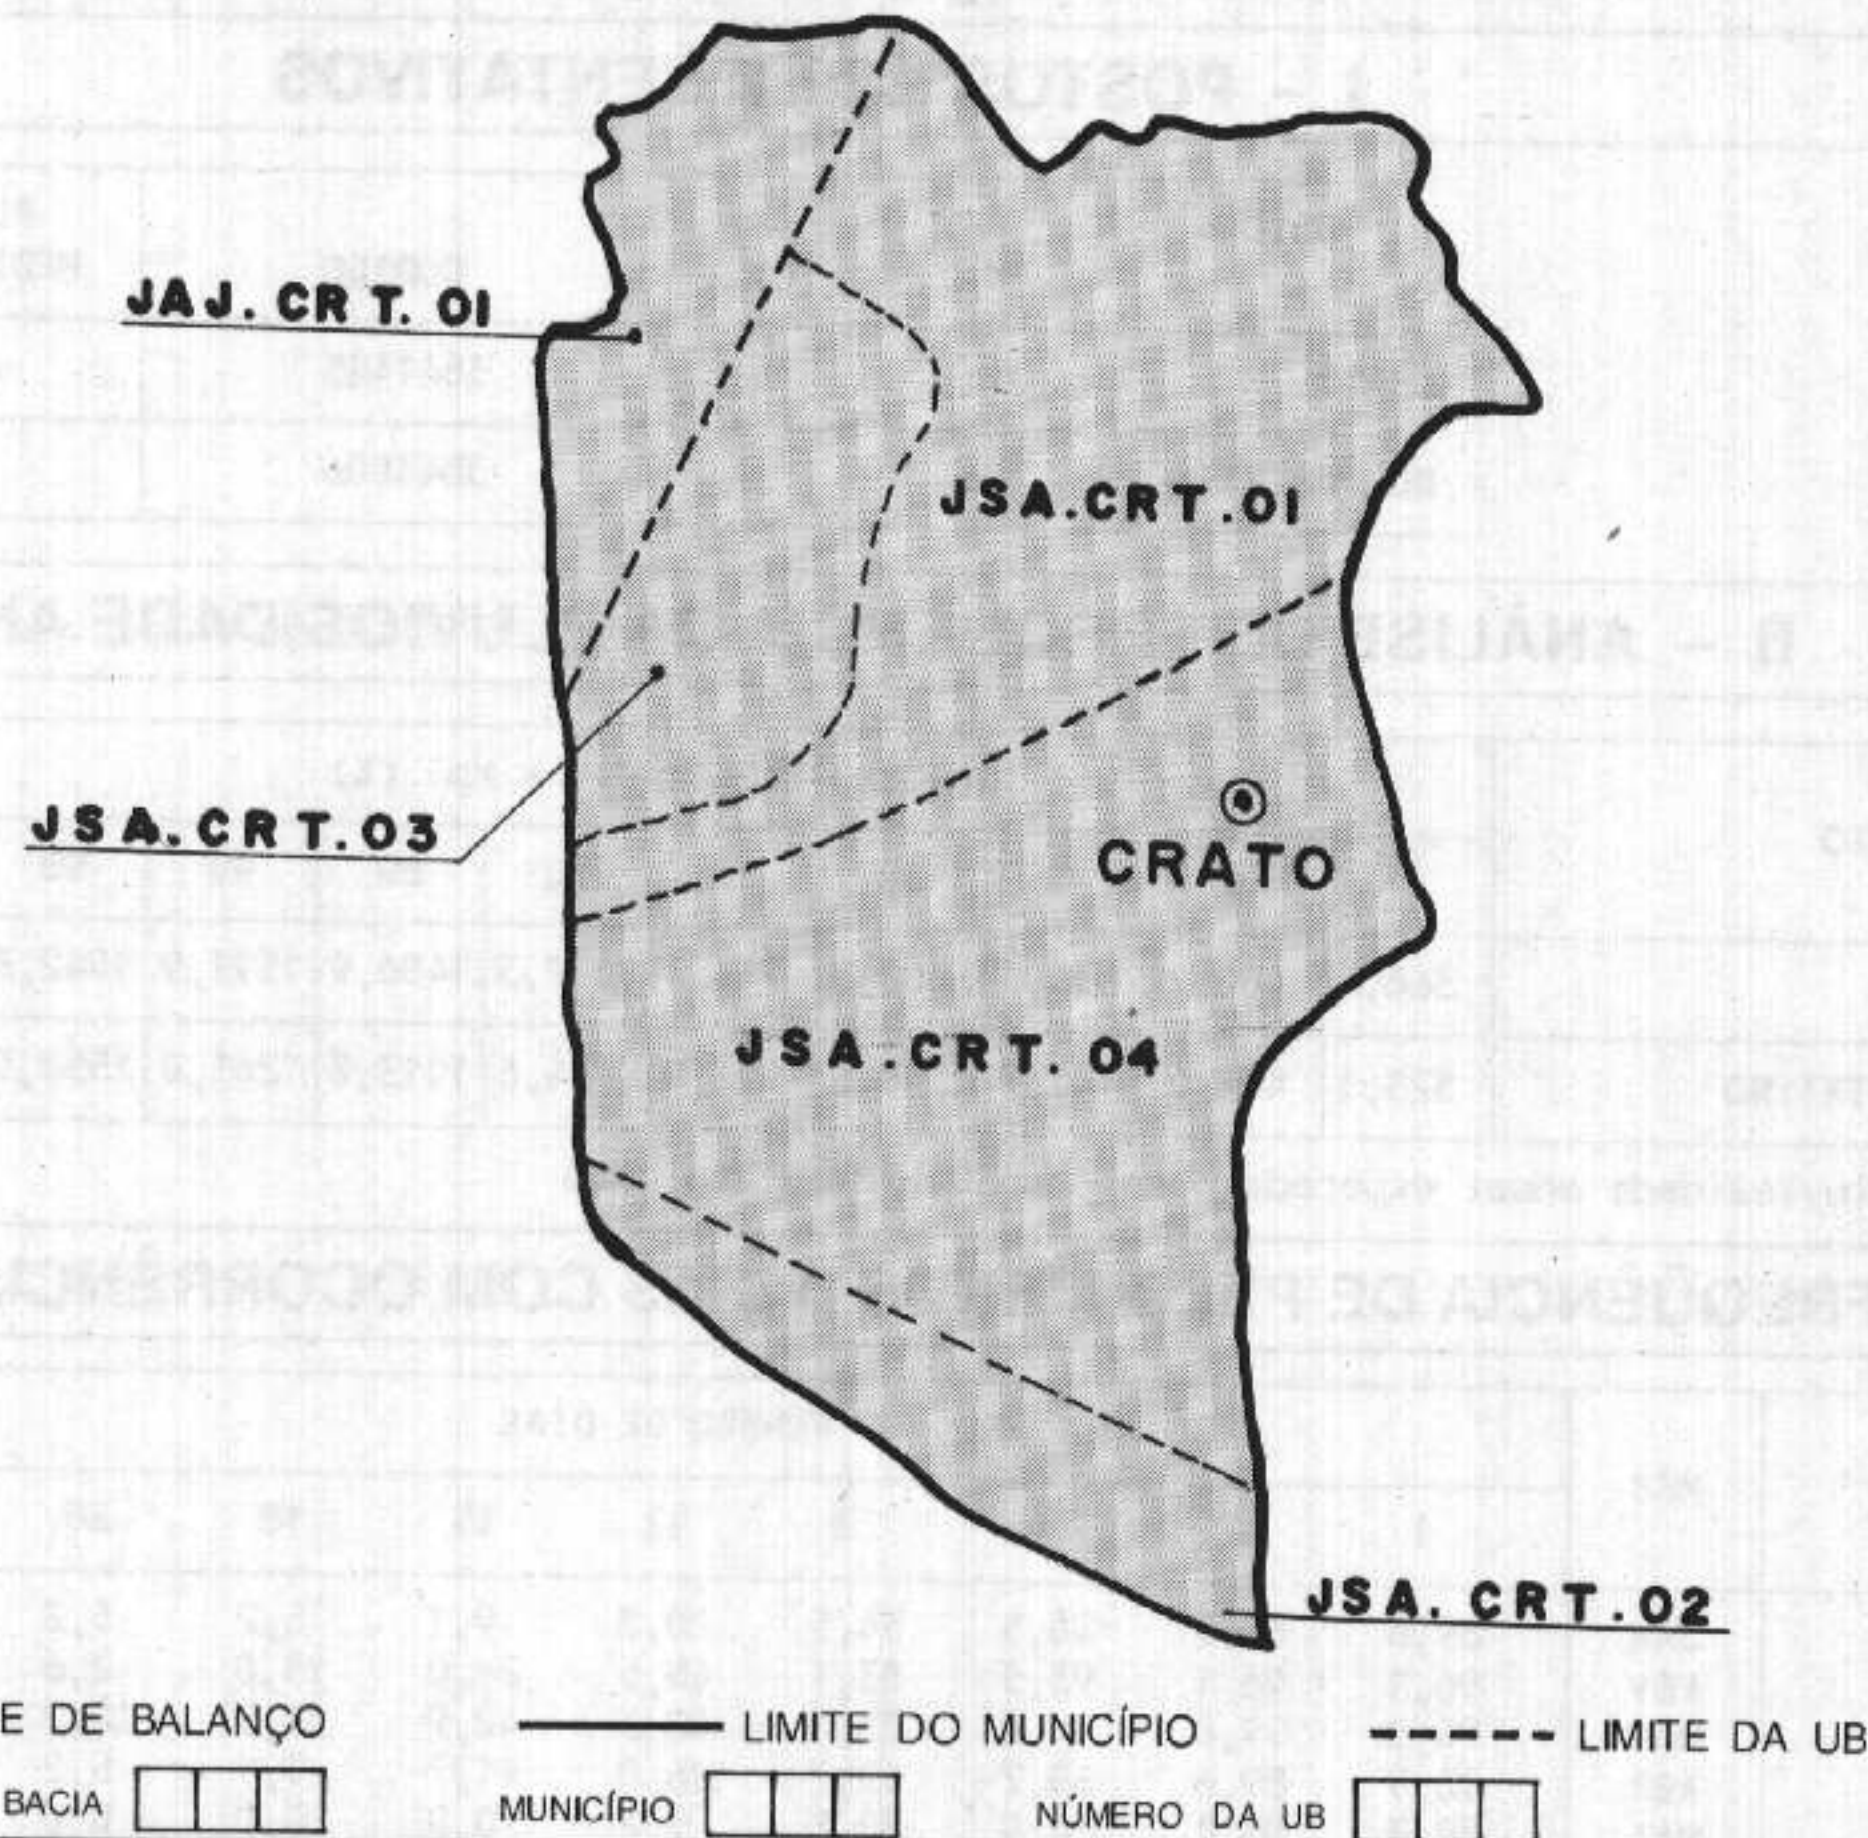 JAJ. CRT. 01
JSA.CRT.01
JSA.CRT.03
CRATO
JSA.CRT. 04
JSA. CRT. 02
E DE BALANÇO
LIMITE DO MUNICÍPIO
LIMITE DA UB
BACIA
MUNICÍPIO
NÚMERO DA UB